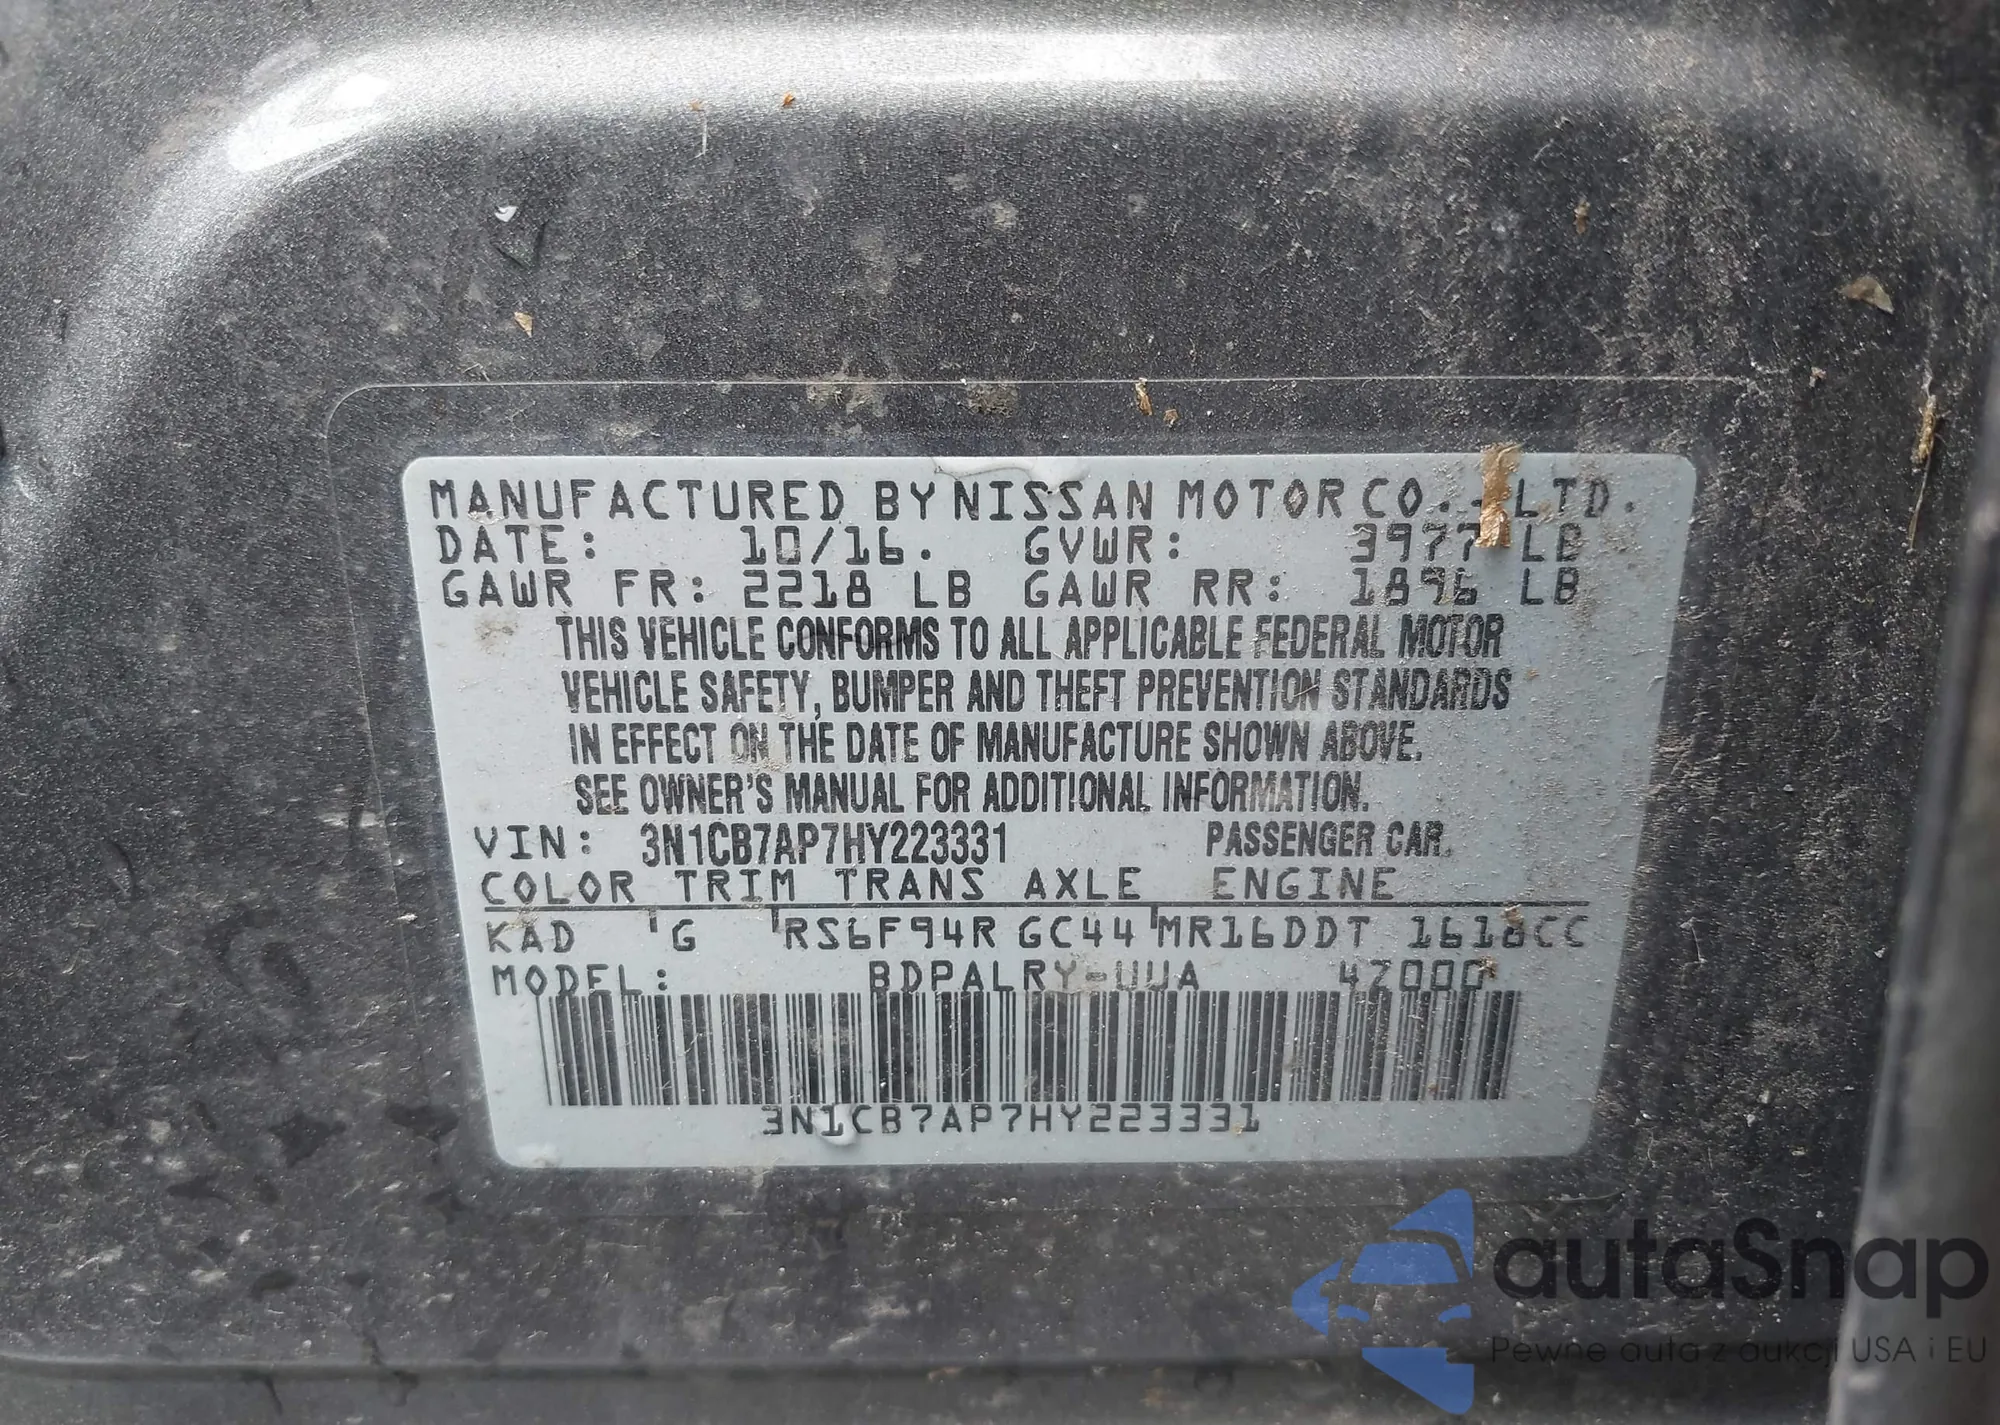 MANUFACTURED BY NISSAN MOTOR CO., LTD.
DATE: 10/16. GVWR: 3977 LB
GAWR FR: 2218 LB GAWR RR: 1896 LB
THIS VEHICLE CONFORMS TO ALL APPLICABLE FEDERAL MOTOR
VEHICLE SAFETY, BUMPER AND THEFT PREVENTION STANDARDS
IN EFFECT ON THE DATE OF MANUFACTURE SHOWN ABOVE.
SEE OWNER'S MANUAL FOR ADDITIONAL INFORMATION.
VIN: 3N1CB7AP7HY223331 PASSENGER CAR.
COLOR TRIM TRANS AXLE ENGINE
KAD G RS6F94R GC44 MR16DDT 1618CC
MODEL: BDPALRY-UUA 4Z000
3N1CB7AP7HY223331
autaSnap
Pewne auta z aukcji USA i EU